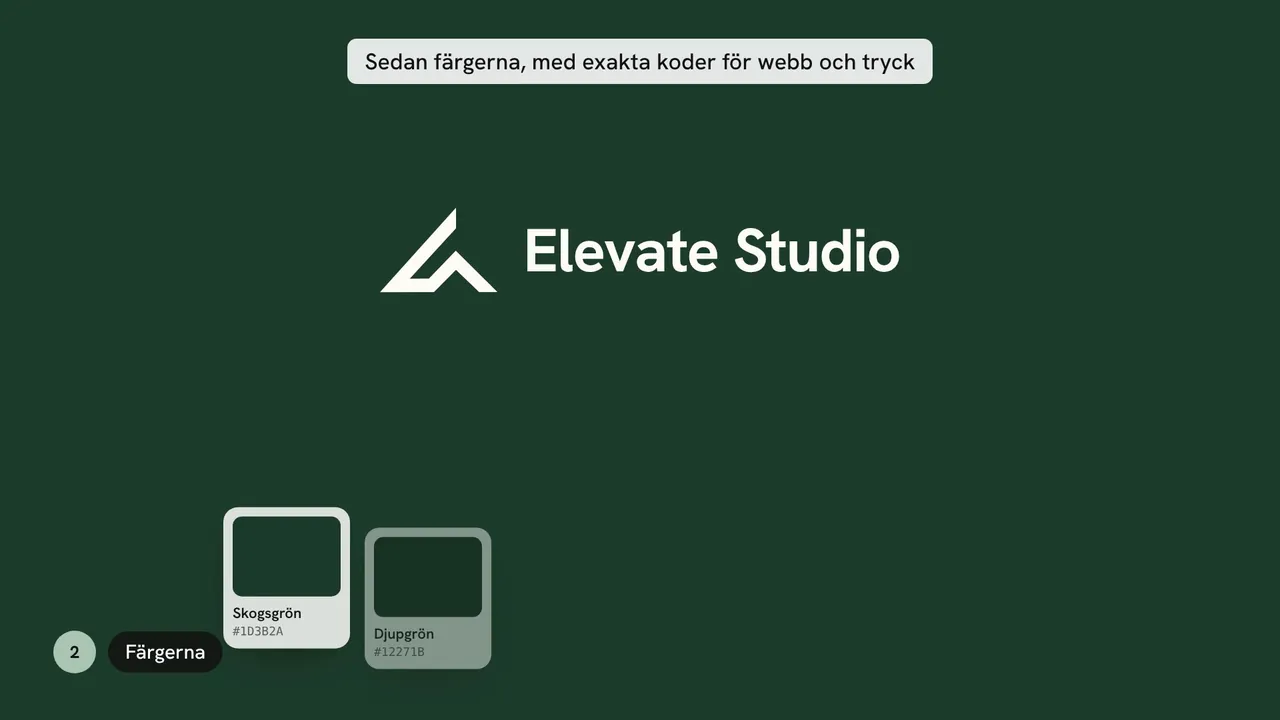 Sedan färgerna, med exakta koder för webb och tryck
Elevate Studio
Skogsgrön
#1D3B2A
Djupgrön
#12271B
2
Färgerna